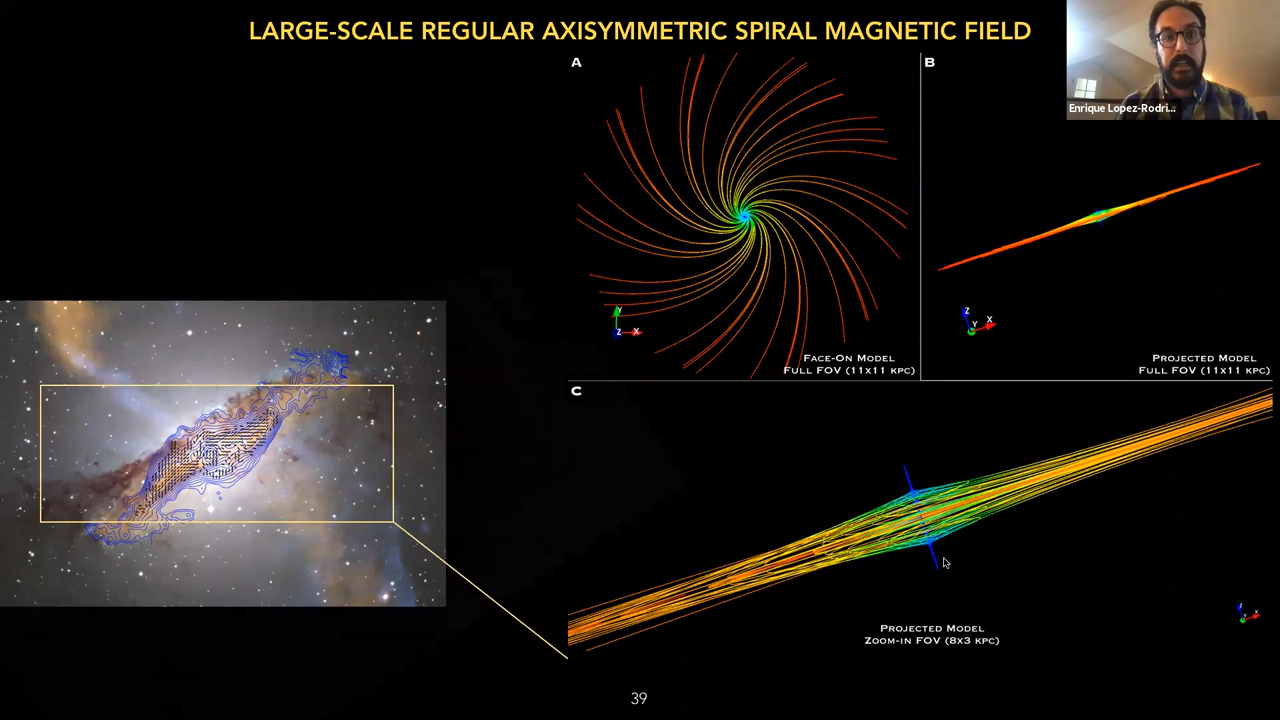 LARGE-SCALE REGULAR AXISYMMETRIC SPIRAL MAGNETIC FIELD
Enrique Lopez-Rodri...
A
Y
Z X
FACE-ON MODEL
FULL FOV (11X11 KPC)
B
Z
Y X
PROJECTED MODEL
FULL FOV (11X11 KPC)
C
PROJECTED MODEL
ZOOM-IN FOV (8X3 KPC)
39